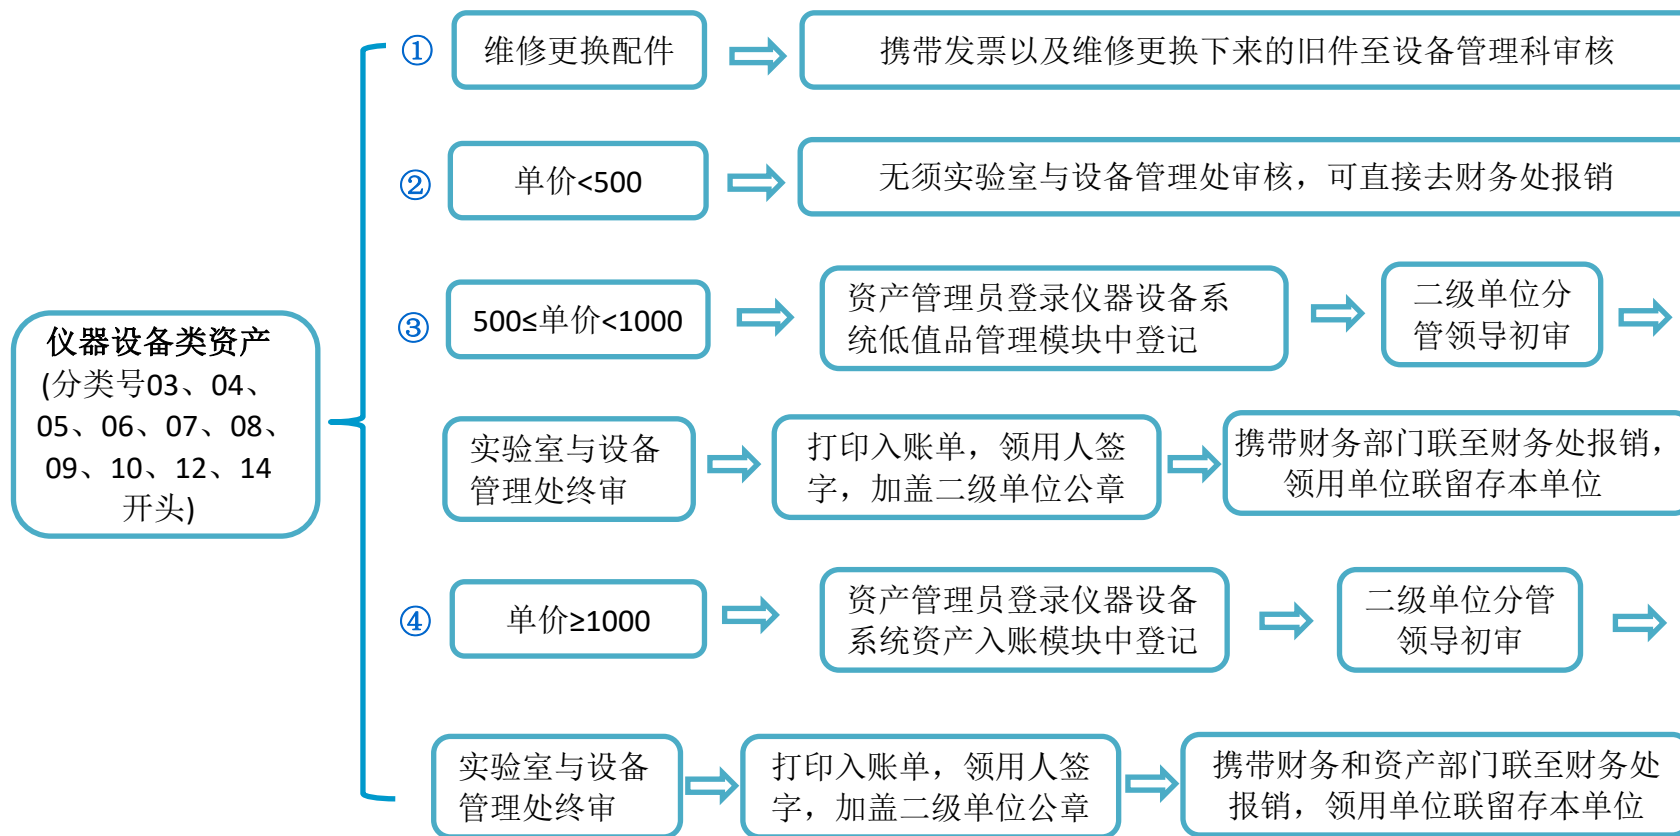 仪器设备类资产
(分类号03、04、
05、06、07、08、
09、10、12、14
开头)
① 维修更换配件
携带发票以及维修更换下来的旧件至设备管理科审核
② 单价<500
无须实验室与设备管理处审核，可直接去财务处报销
③ 500≤单价<1000
资产管理员登录仪器设备系
统低值品管理模块中登记
二级单位分
管领导初审
实验室与设备
管理处终审
打印入账单，领用人签
字，加盖二级单位公章
携带财务部门联至财务处报销，
领用单位联留存本单位
④ 单价≥1000
资产管理员登录仪器设备
系统资产入账模块中登记
二级单位分管
领导初审
实验室与设备
管理处终审
打印入账单，领用人签
字，加盖二级单位公章
携带财务和资产部门联至财务处
报销，领用单位联留存本单位